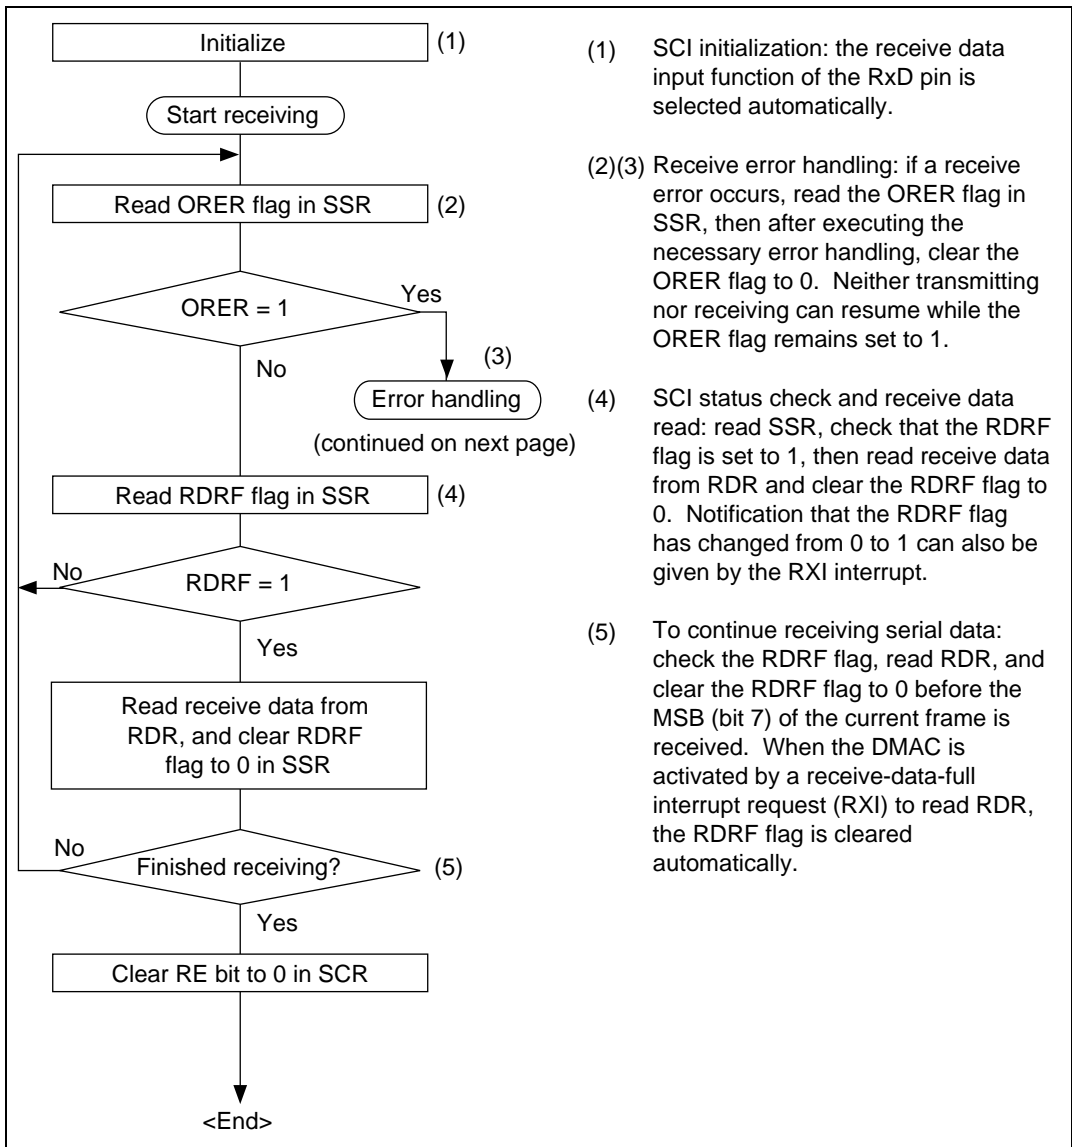 Initialize
(1)
Start receiving
Read ORER flag in SSR
(2)
ORER = 1
Yes
No
(3)
Error handling
(continued on next page)
Read RDRF flag in SSR
(4)
No
RDRF = 1
Yes
Read receive data from
RDR, and clear RDRF
flag to 0 in SSR
No
Finished receiving?
(5)
Yes
Clear RE bit to 0 in SCR
<End>
(1) SCI initialization: the receive data
input function of the RxD pin is
selected automatically.
(2)(3) Receive error handling: if a receive
error occurs, read the ORER flag in
SSR, then after executing the
necessary error handling, clear the
ORER flag to 0. Neither transmitting
nor receiving can resume while the
ORER flag remains set to 1.
(4) SCI status check and receive data
read: read SSR, check that the RDRF
flag is set to 1, then read receive data
from RDR and clear the RDRF flag to
0. Notification that the RDRF flag
has changed from 0 to 1 can also be
given by the RXI interrupt.
(5) To continue receiving serial data:
check the RDRF flag, read RDR, and
clear the RDRF flag to 0 before the
MSB (bit 7) of the current frame is
received. When the DMAC is
activated by a receive-data-full
interrupt request (RXI) to read RDR,
the RDRF flag is cleared
automatically.